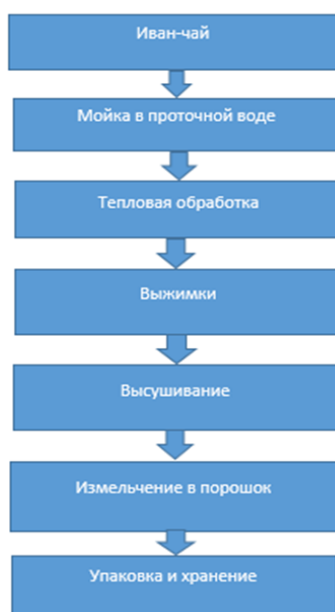 Иван-чай
Мойка в проточной воде
Тепловая обработка
Выжимки
Высушивание
Измельчение в порошок
Упаковка и хранение